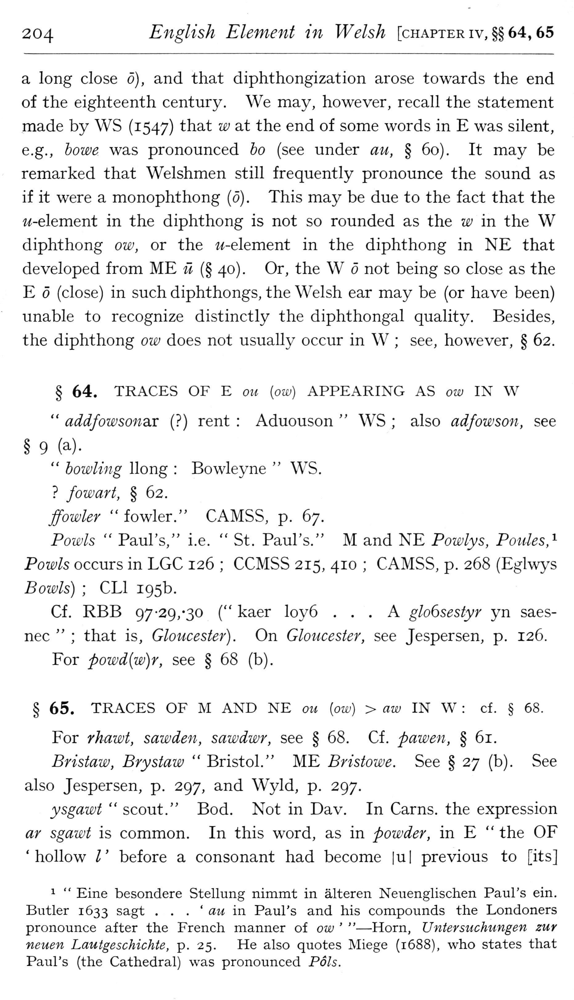 204 English Element in Welsh [CHAPTER IV, §§ 64, 65
a long close ō), and that diphthongization arose towards the end
of the eighteenth century. We may, however, recall the statement
made by WS (1547) that w at the end of some words in E was silent,
e.g., bowe was pronounced bo (see under au, § 60). It may be
remarked that Welshmen still frequently pronounce the sound as
if it were a monophthong (ō). This may be due to the fact that the
u-element in the diphthong is not so rounded as the w in the W
diphthong ow, or the u-element in the diphthong in NE that
developed from ME ū (§ 40). Or, the W ō not being so close as the
E ō (close) in such diphthongs, the Welsh ear may be (or have been)
unable to recognize distinctly the diphthongal quality. Besides,
the diphthong ow does not usually occur in W ; see, however, § 62.
§ 64. TRACES OF E ou (ow) APPEARING AS ow IN W
“ addfowsonar (?) rent : Aduouson ” WS ; also adfowson, see
§ 9 (a).
“ bowling llong : Bowleyne ” WS.
? fowart, § 62.
ffowler “ fowler.” CAMSS, p. 67.
Powls “ Paul's,” i.e. “ St. Paul's.” M and NE Powlys, Poules,¹
Powls occurs in LGC 126 ; CCMSS 215, 410 ; CAMSS, p. 268 (Eglwys
Bowls) ; CLl 195b.
Cf. RBB 97·29,·30 (“ kaer loy6 . . . A glo6sestyr yn saes-
nec ” ; that is, Gloucester). On Gloucester, see Jespersen, p. 126.
For powd(w)r, see § 68 (b).
§ 65. TRACES OF M AND NE ou (ow) > aw IN W : cf. § 68.
For rhawt, sawden, sawdwr, see § 68. Cf. pawen, § 61.
Bristaw, Brystaw “ Bristol.” ME Bristowe. See § 27 (b). See
also Jespersen, p. 297, and Wyld, p. 297.
ysgawt “ scout.” Bod. Not in Dav. In Carns. the expression
ar sgawt is common. In this word, as in powder, in E “ the OF
‘ hollow l ’ before a consonant had become |u| previous to [its]
¹ “ Eine besondere Stellung nimmt in älteren Neuenglischen Paul's ein.
Butler 1633 sagt . . . ‘ au in Paul's and his compounds the Londoners
pronounce after the French manner of ow ’ ”—Horn, Untersuchungen zur
neuen Lautgeschichte, p. 25. He also quotes Miege (1688), who states that
Paul's (the Cathedral) was pronounced Pôls.